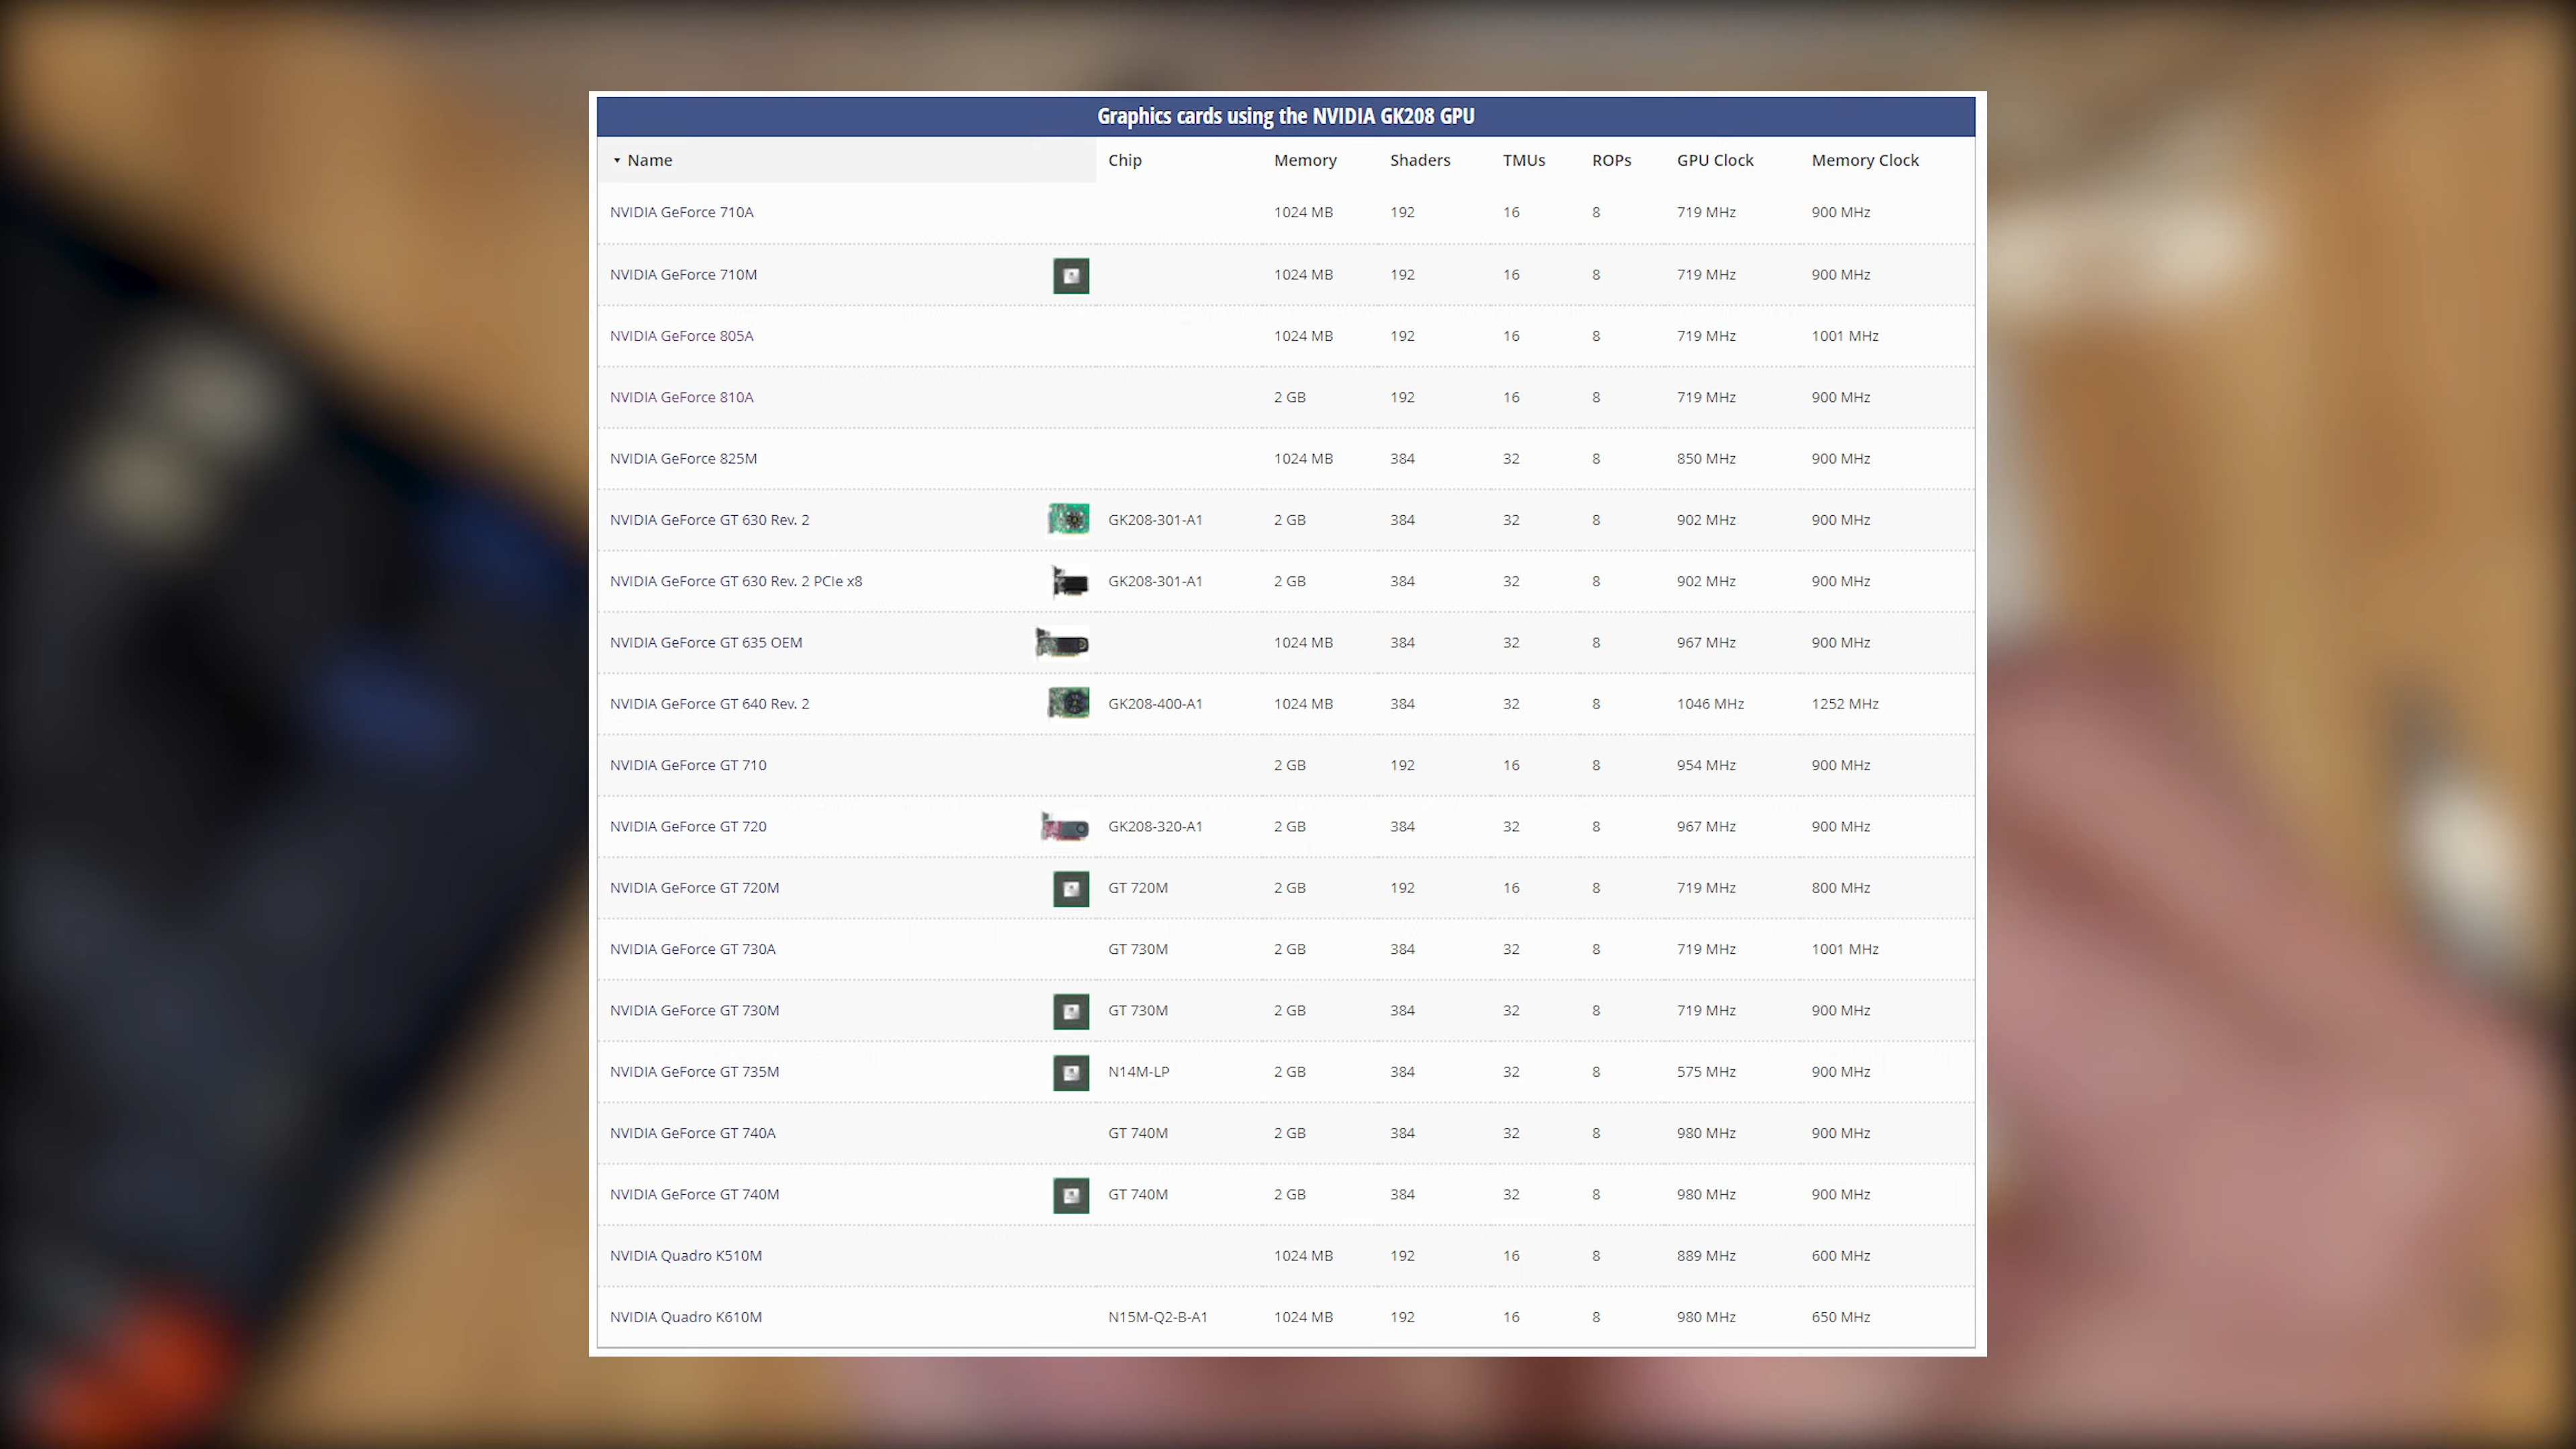 Graphics cards using the NVIDIA GK208 GPU
Name Chip Memory Shaders TMUs ROPs GPU Clock Memory Clock
NVIDIA GeForce 710A 1024 MB 192 16 8 719 MHz 900 MHz
NVIDIA GeForce 710M 1024 MB 192 16 8 719 MHz 900 MHz
NVIDIA GeForce 805A 1024 MB 192 16 8 719 MHz 1001 MHz
NVIDIA GeForce 810A 2 GB 192 16 8 719 MHz 900 MHz
NVIDIA GeForce 825M 1024 MB 384 32 8 850 MHz 900 MHz
NVIDIA GeForce GT 630 Rev. 2 GK208-301-A1 2 GB 384 32 8 902 MHz 900 MHz
NVIDIA GeForce GT 630 Rev. 2 PCIe x8 GK208-301-A1 2 GB 384 32 8 902 MHz 900 MHz
NVIDIA GeForce GT 635 OEM 1024 MB 384 32 8 967 MHz 900 MHz
NVIDIA GeForce GT 640 Rev. 2 GK208-400-A1 1024 MB 384 32 8 1046 MHz 1252 MHz
NVIDIA GeForce GT 710 2 GB 192 16 8 954 MHz 900 MHz
NVIDIA GeForce GT 720 GK208-320-A1 2 GB 384 32 8 967 MHz 900 MHz
NVIDIA GeForce GT 720M GT 720M 2 GB 192 16 8 719 MHz 800 MHz
NVIDIA GeForce GT 730A GT 730M 2 GB 384 32 8 719 MHz 1001 MHz
NVIDIA GeForce GT 730M GT 730M 2 GB 384 32 8 719 MHz 900 MHz
NVIDIA GeForce GT 735M N14M-LP 2 GB 384 32 8 575 MHz 900 MHz
NVIDIA GeForce GT 740A GT 740M 2 GB 384 32 8 980 MHz 900 MHz
NVIDIA GeForce GT 740M GT 740M 2 GB 384 32 8 980 MHz 900 MHz
NVIDIA Quadro K510M 1024 MB 192 16 8 889 MHz 600 MHz
NVIDIA Quadro K610M N15M-Q2-B-A1 1024 MB 192 16 8 980 MHz 650 MHz